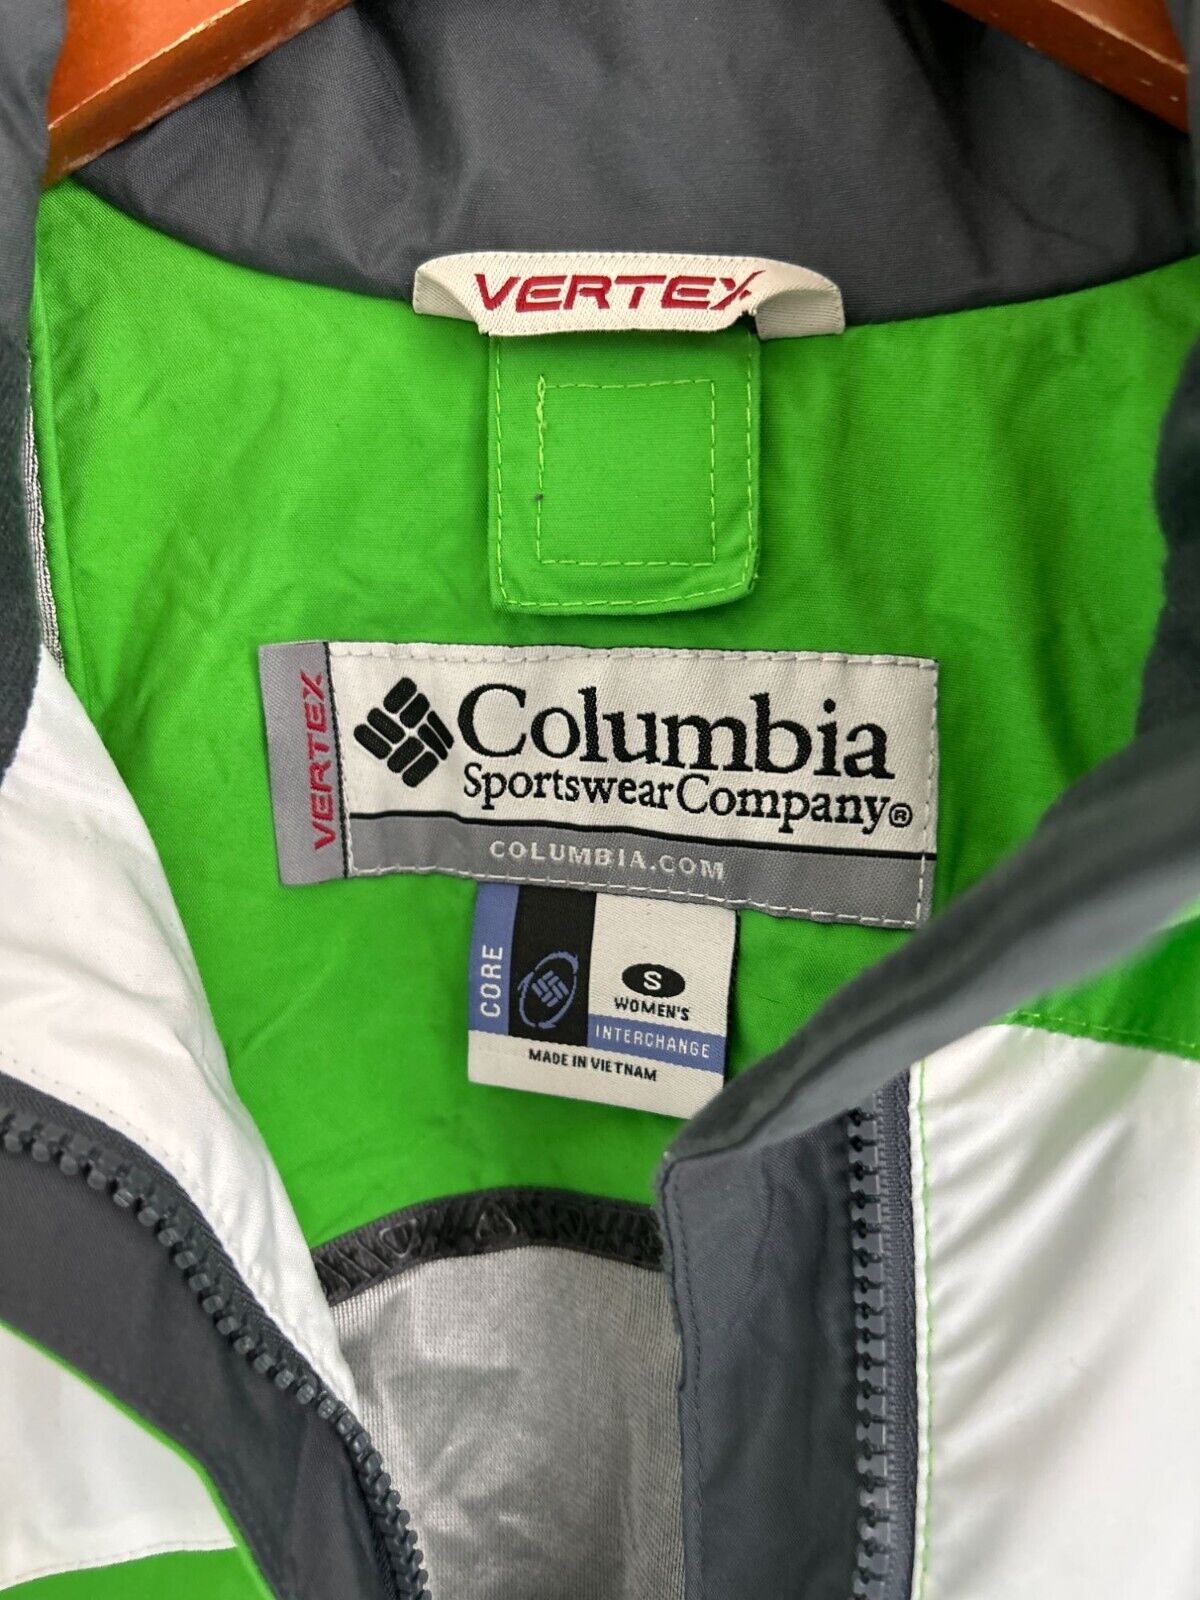 VERTEX
VERTEX
Columbia
Sportswear Company®
COLUMBIA.COM
CORE
S
WOMEN'S
INTERCHANGE
MADE IN VIETNAM